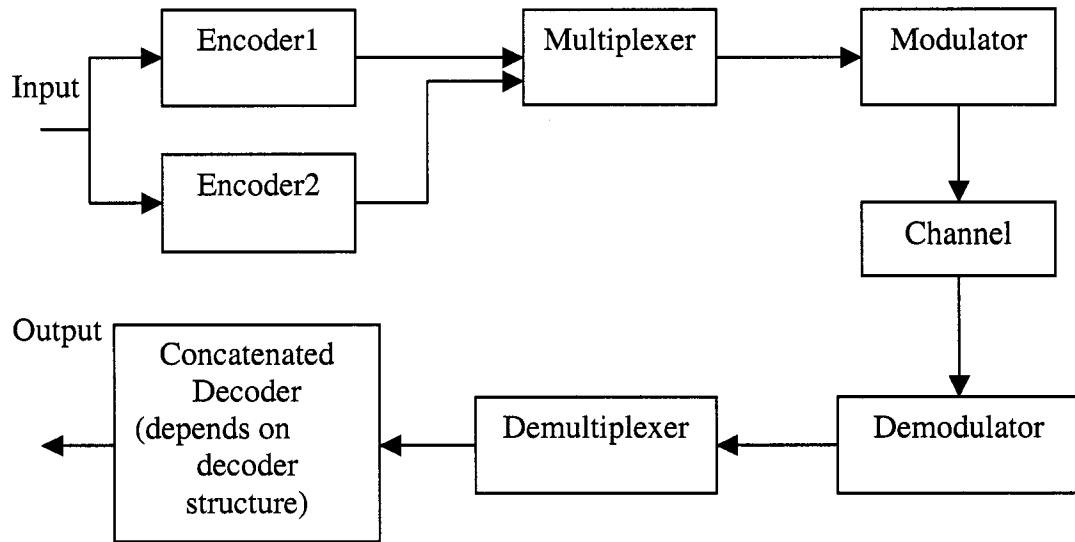 Encoder1
Multiplexer
Modulator
Input
Encoder2
Channel
Output
Concatenated
Decoder
(depends on
decoder
structure)
Demultiplexer
Demodulator